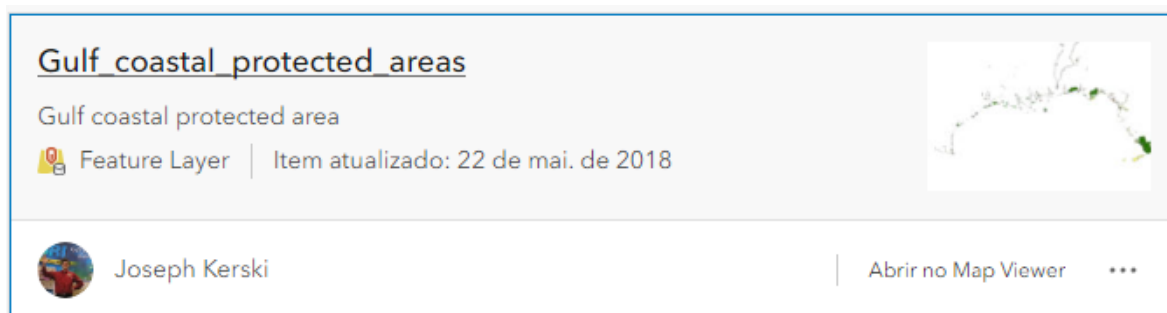 Gulf_coastal_protected_areas
Gulf coastal protected area
Feature Layer Item atualizado: 22 de mai. de 2018
Joseph Kerski Abrir no Map Viewer